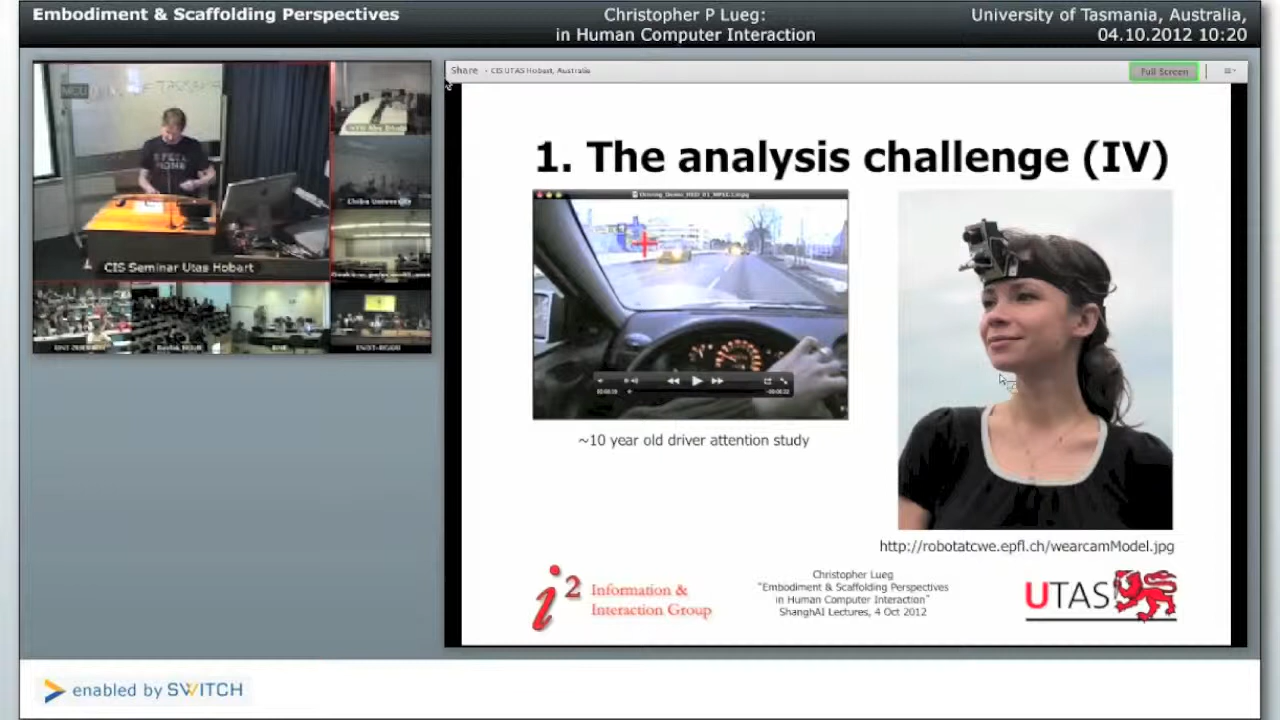 Embodiment & Scaffolding Perspectives
Christopher P Lueg:
in Human Computer Interaction
University of Tasmania, Australia,
04.10.2012 10:20
Share - CIS UTAS Hobart, Australia
Full Screen
CIS Seminar Utas Hobart
Chiba University
1. The analysis challenge (IV)
~10 year old driver attention study
http://robotatcwe.epfl.ch/wearcamModel.jpg
i2 Information &
Interaction Group
Christopher Lueg
"Embodiment & Scaffolding Perspectives
in Human Computer Interaction"
ShanghAI Lectures, 4 Oct 2012
UTAS
enabled by SWITCH